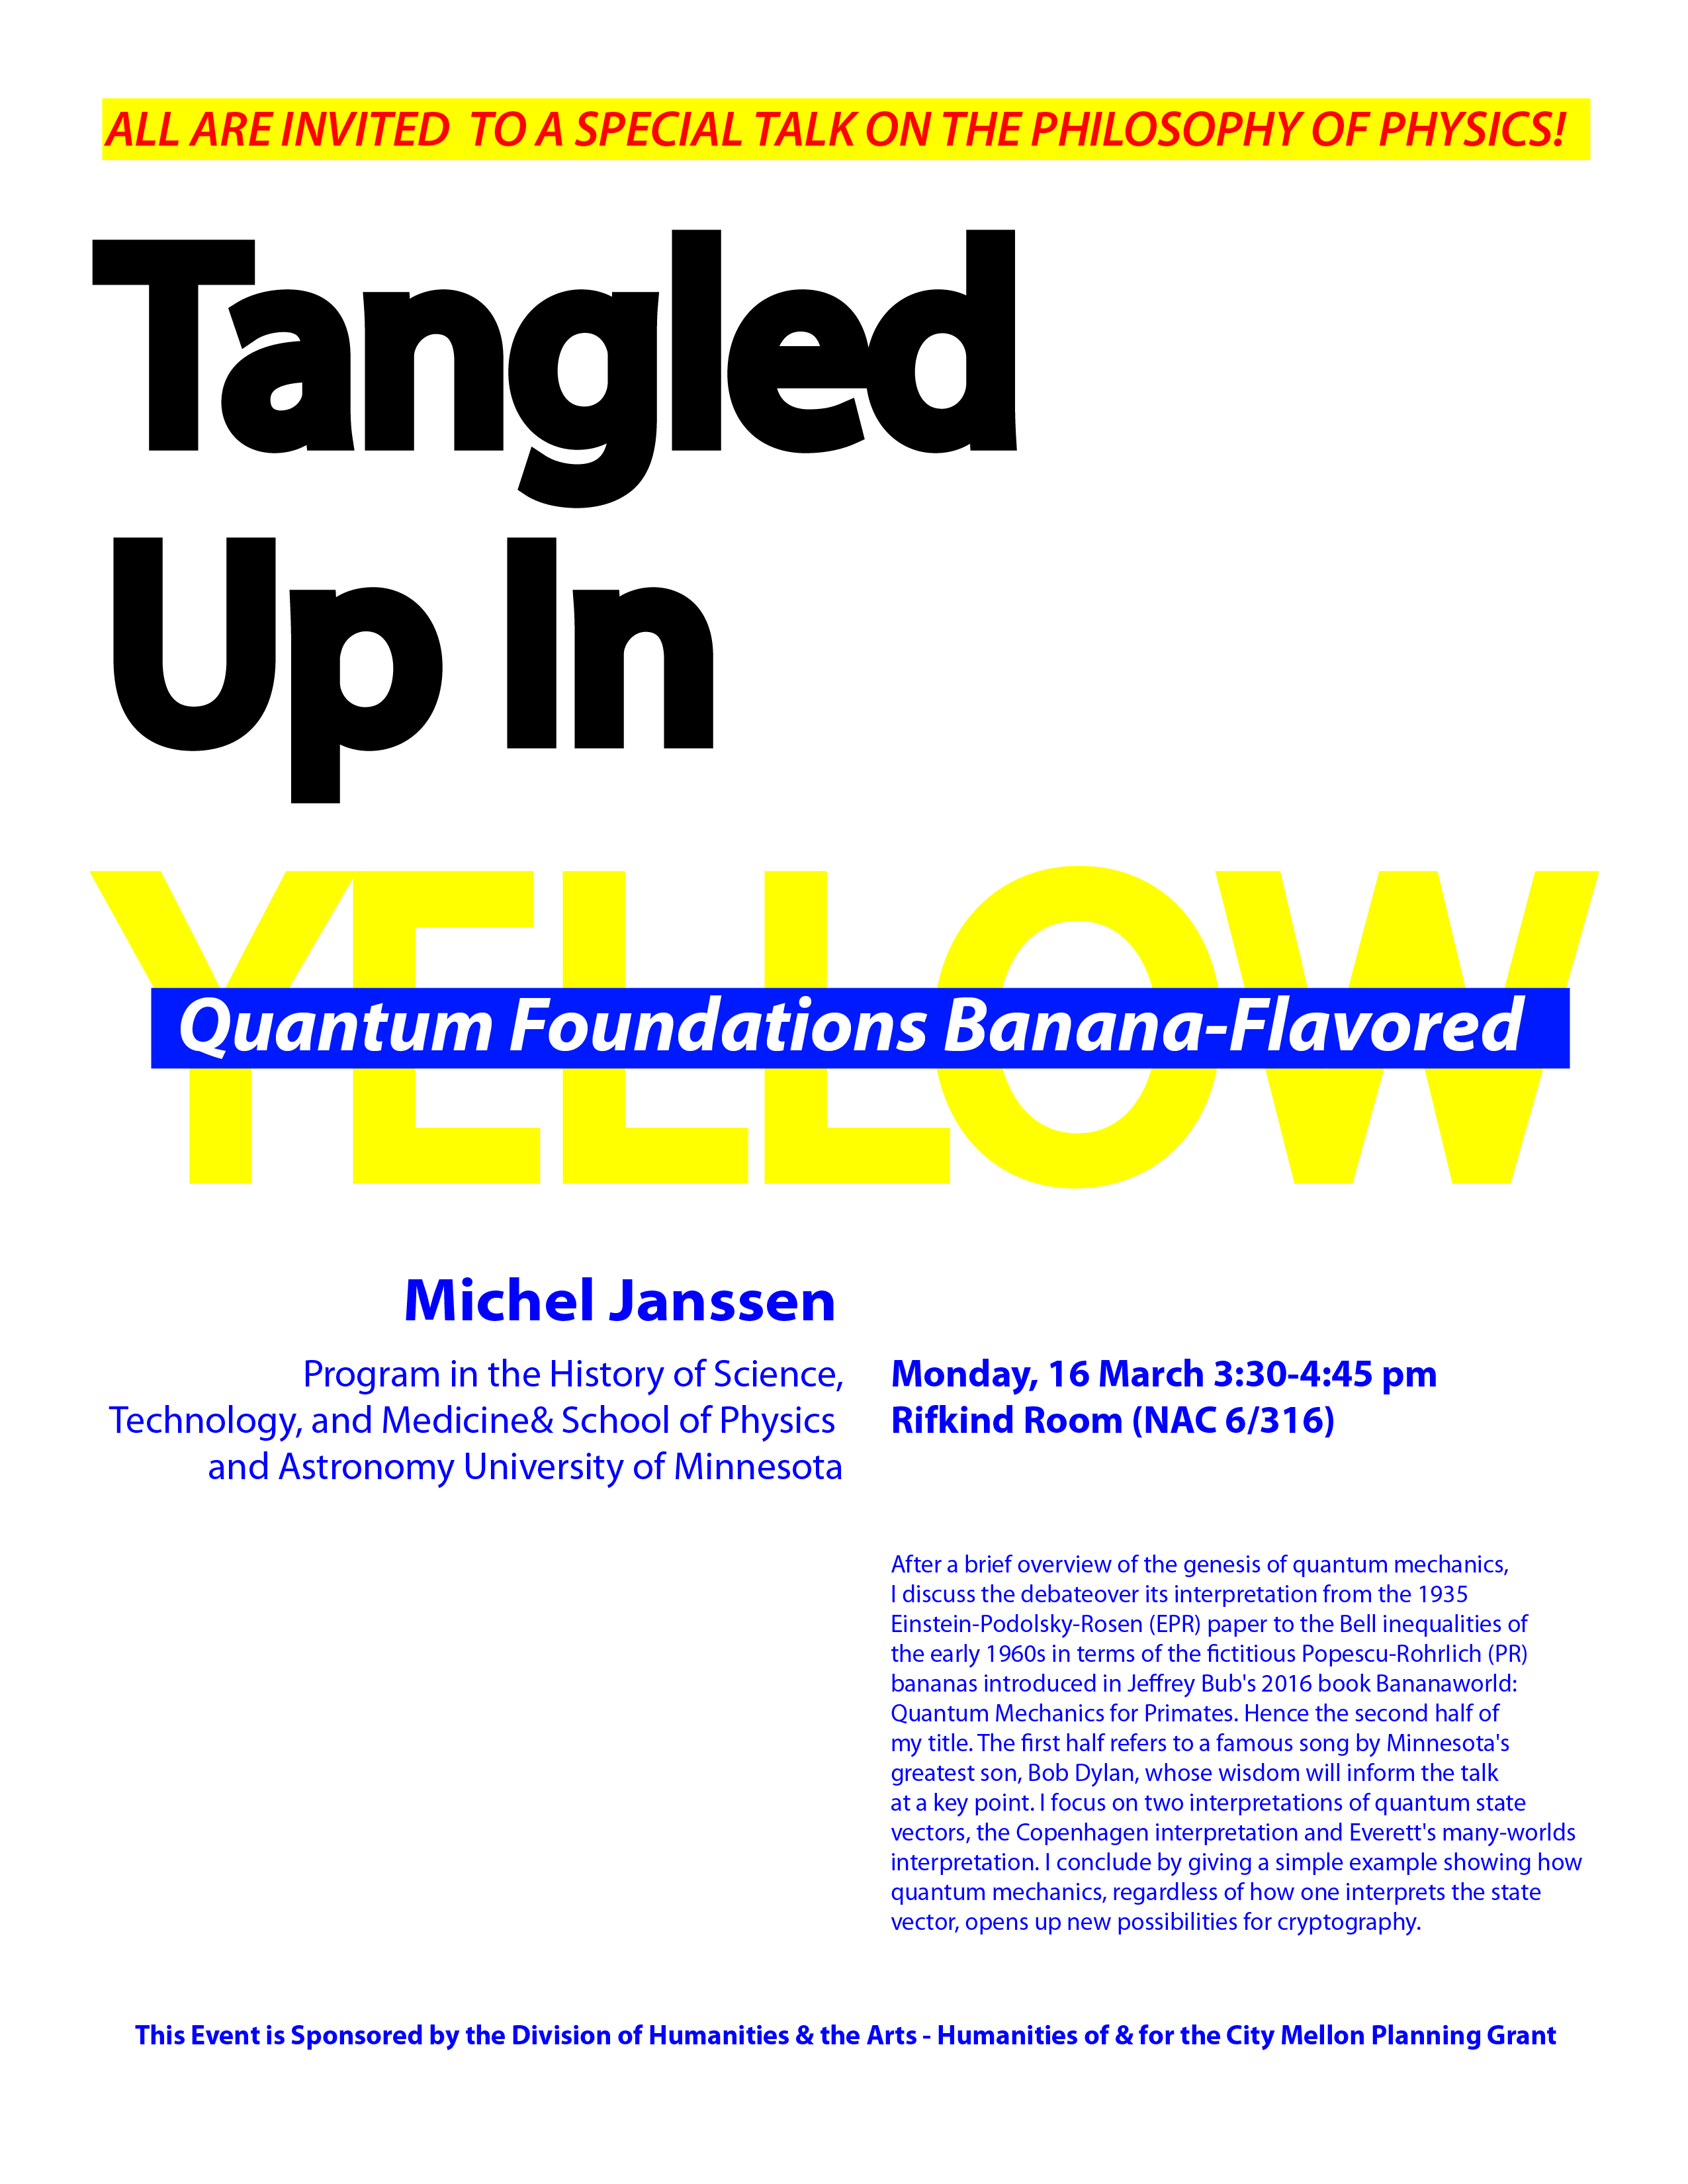 ALL ARE INVITED  TO A SPECIAL TALK ON THE PHILOSOPHY OF PHYSICS!
Tangled
Up In
YELLOW
Quantum Foundations Banana-Flavored
Michel Janssen
Program in the History of Science,
Technology, and Medicine& School of Physics
and Astronomy University of Minnesota
Monday, 16 March 3:30-4:45 pm
Rifkind Room (NAC 6/316)
After a brief overview of the genesis of quantum mechanics,
I discuss the debateover its interpretation from the 1935
Einstein-Podolsky-Rosen (EPR) paper to the Bell inequalities of
the early 1960s in terms of the fictitious Popescu-Rohrlich (PR)
bananas introduced in Jeffrey Bub's 2016 book Bananaworld:
Quantum Mechanics for Primates. Hence the second half of
my title. The first half refers to a famous song by Minnesota's
greatest son, Bob Dylan, whose wisdom will inform the talk
at a key point. I focus on two interpretations of quantum state
vectors, the Copenhagen interpretation and Everett's many-worlds
interpretation. I conclude by giving a simple example showing how
quantum mechanics, regardless of how one interprets the state
vector, opens up new possibilities for cryptography.
This Event is Sponsored by the Division of Humanities & the Arts - Humanities of & for the City Mellon Planning Grant